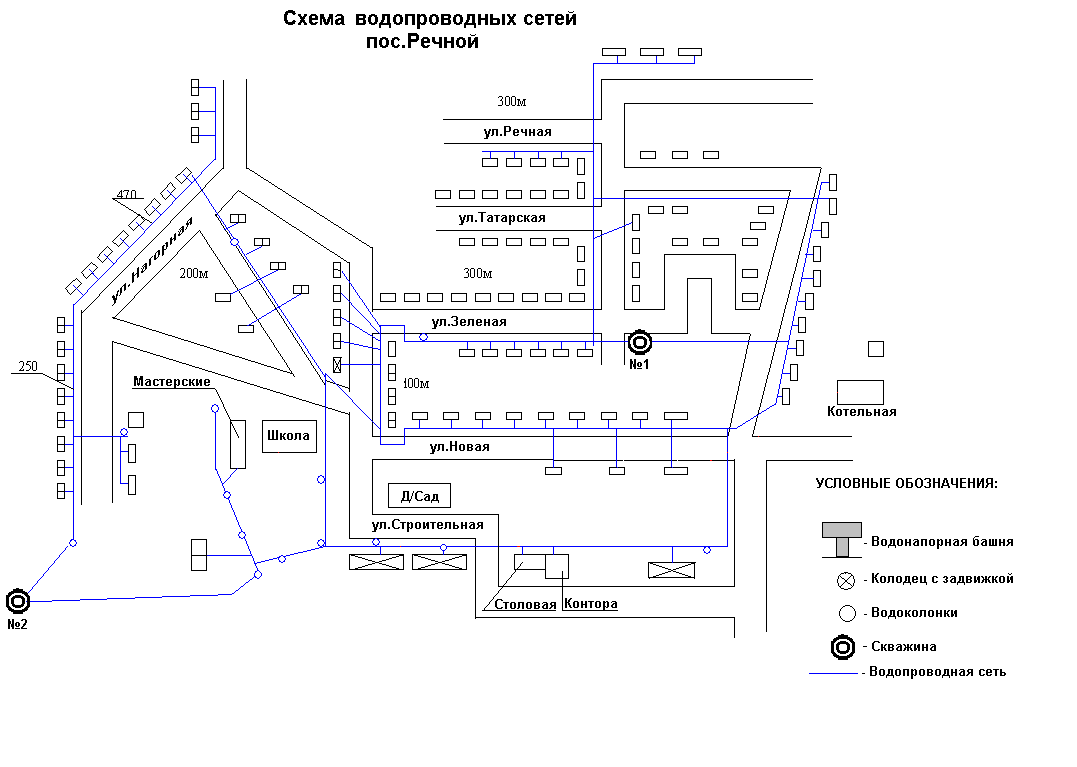 Схема водопроводных сетей
пос.Речной
300м
ул.Речная
470
ул.Татарская
ул.Нагорная
200м
300м
ул.Зеленая
№1
250
100м
Мастерские
Котельная
Школа
ул.Новая
УСЛОВНЫЕ ОБОЗНАЧЕНИЯ:
Д/Сад
ул.Строительная
- Водонапорная башня
- Колодец с задвижкой
Столовая
Контора
- Водоколонки
№2
- Скважина
- Водопроводная сеть